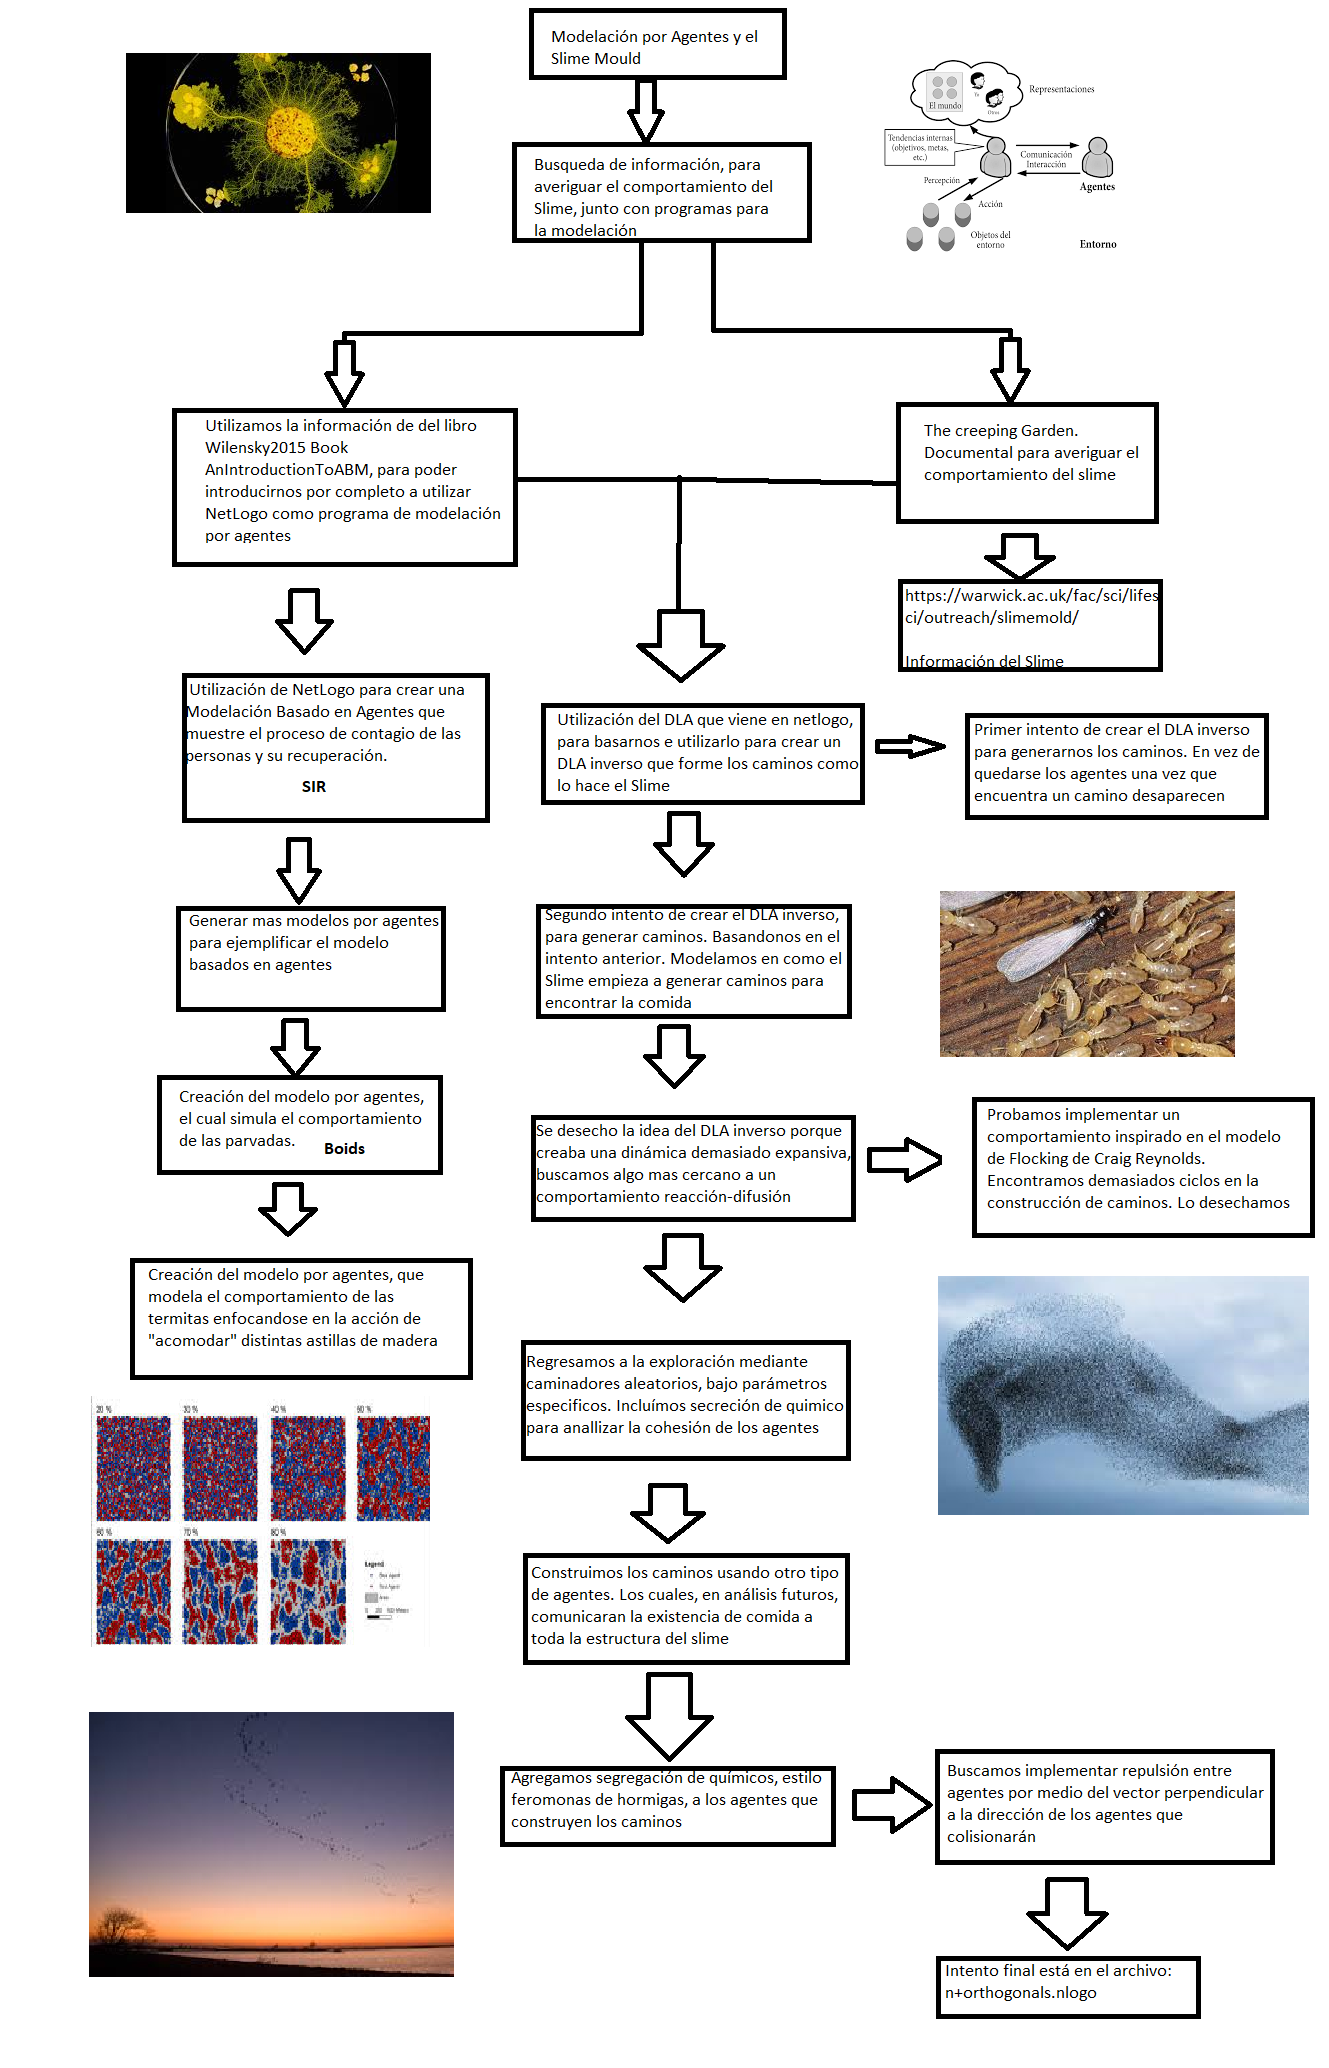 Modelación por Agentes y el
Slime Mould
El mundo
Yo
Otros
Representaciones
Tendencias internas
(objetivos, metas,
etc.)
Comunicación
Interacción
Agentes
Percepción
Acción
Objetos del
entorno
Entorno
Busqueda de información, para
averiguar el comportamiento del
Slime, junto con programas para
la modelación
Utilizamos la información de del libro
Wilensky2015 Book
AnIntroductionToABM, para poder
introducirnos por completo a utilizar
NetLogo como programa de modelación
por agentes
The creeping Garden.
Documental para averiguar el
comportamiento del slime
https://warwick.ac.uk/fac/sci/lifes
ci/outreach/slimemold/
Información del Slime
Utilización de NetLogo para crear una
Modelación Basado en Agentes que
muestre el proceso de contagio de las
personas y su recuperación.
SIR
Utilización del DLA que viene en netlogo,
para basarnos e utilizarlo para crear un
DLA inverso que forme los caminos como
lo hace el Slime
Primer intento de crear el DLA inverso
para generarnos los caminos. En vez de
quedarse los agentes una vez que
encuentra un camino desaparecen
Generar mas modelos por agentes
para ejemplificar el modelo
basados en agentes
Segundo intento de crear el DLA inverso,
para generar caminos. Basandonos en el
intento anterior. Modelamos en como el
Slime empieza a generar caminos para
encontrar la comida
Creación del modelo por agentes,
el cual simula el comportamiento
de las parvadas.
Boids
Se desecho la idea del DLA inverso porque
creaba una dinámica demasiado expansiva,
buscamos algo mas cercano a un
comportamiento reacción-difusión
Probamos implementar un
comportamiento inspirado en el modelo
de Flocking de Craig Reynolds.
Encontramos demasiados ciclos en la
construcción de caminos. Lo desechamos
Creación del modelo por agentes, que
modela el comportamiento de las
termitas enfocandose en la acción de
"acomodar" distintas astillas de madera
Regresamos a la exploración mediante
caminadores aleatorios, bajo parámetros
especificos. Incluímos secreción de quimico
para anallizar la cohesión de los agentes
20 %
30 %
40 %
60 %
70 %
80 %
Legend
Construimos los caminos usando otro tipo
de agentes. Los cuales, en análisis futuros,
comunicaran la existencia de comida a
toda la estructura del slime
Agregamos segregación de químicos, estilo
feromonas de hormigas, a los agentes que
construyen los caminos
Buscamos implementar repulsión entre
agentes por medio del vector perpendicular
a la dirección de los agentes que
colisionarán
Intento final está en el archivo:
n+orthogonals.nlogo